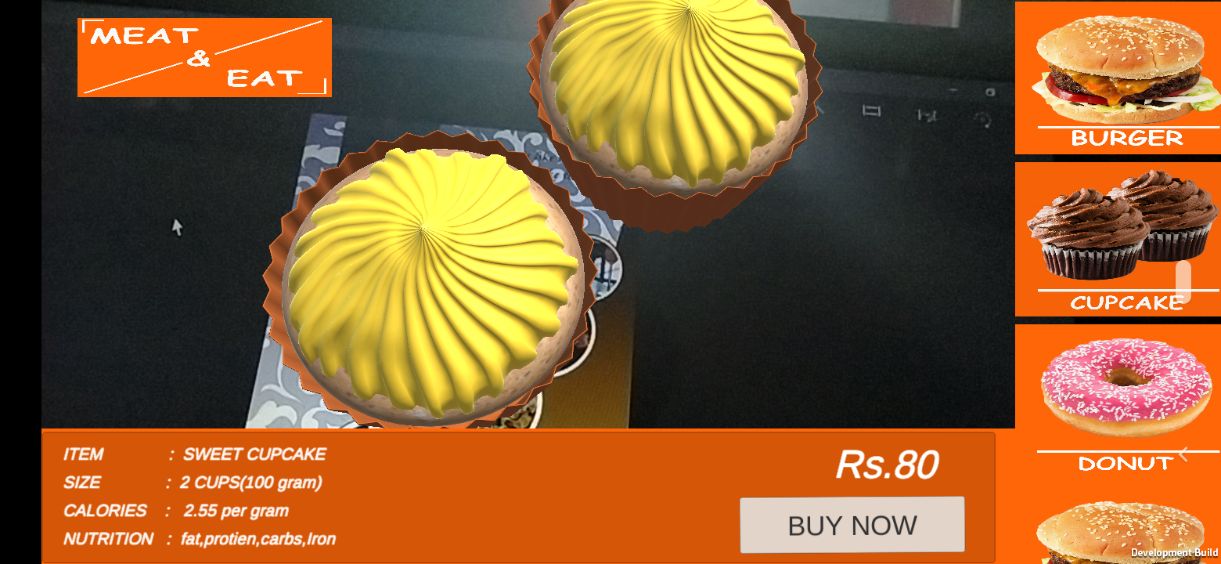 MEAT
&
EAT
BURGER
CUPCAKE
DONUT
ITEM : SWEET CUPCAKE
SIZE : 2 CUPS(100 gram)
CALORIES : 2.55 per gram
NUTRITION : fat,protien,carbs,Iron
Rs.80
BUY NOW
Development Build